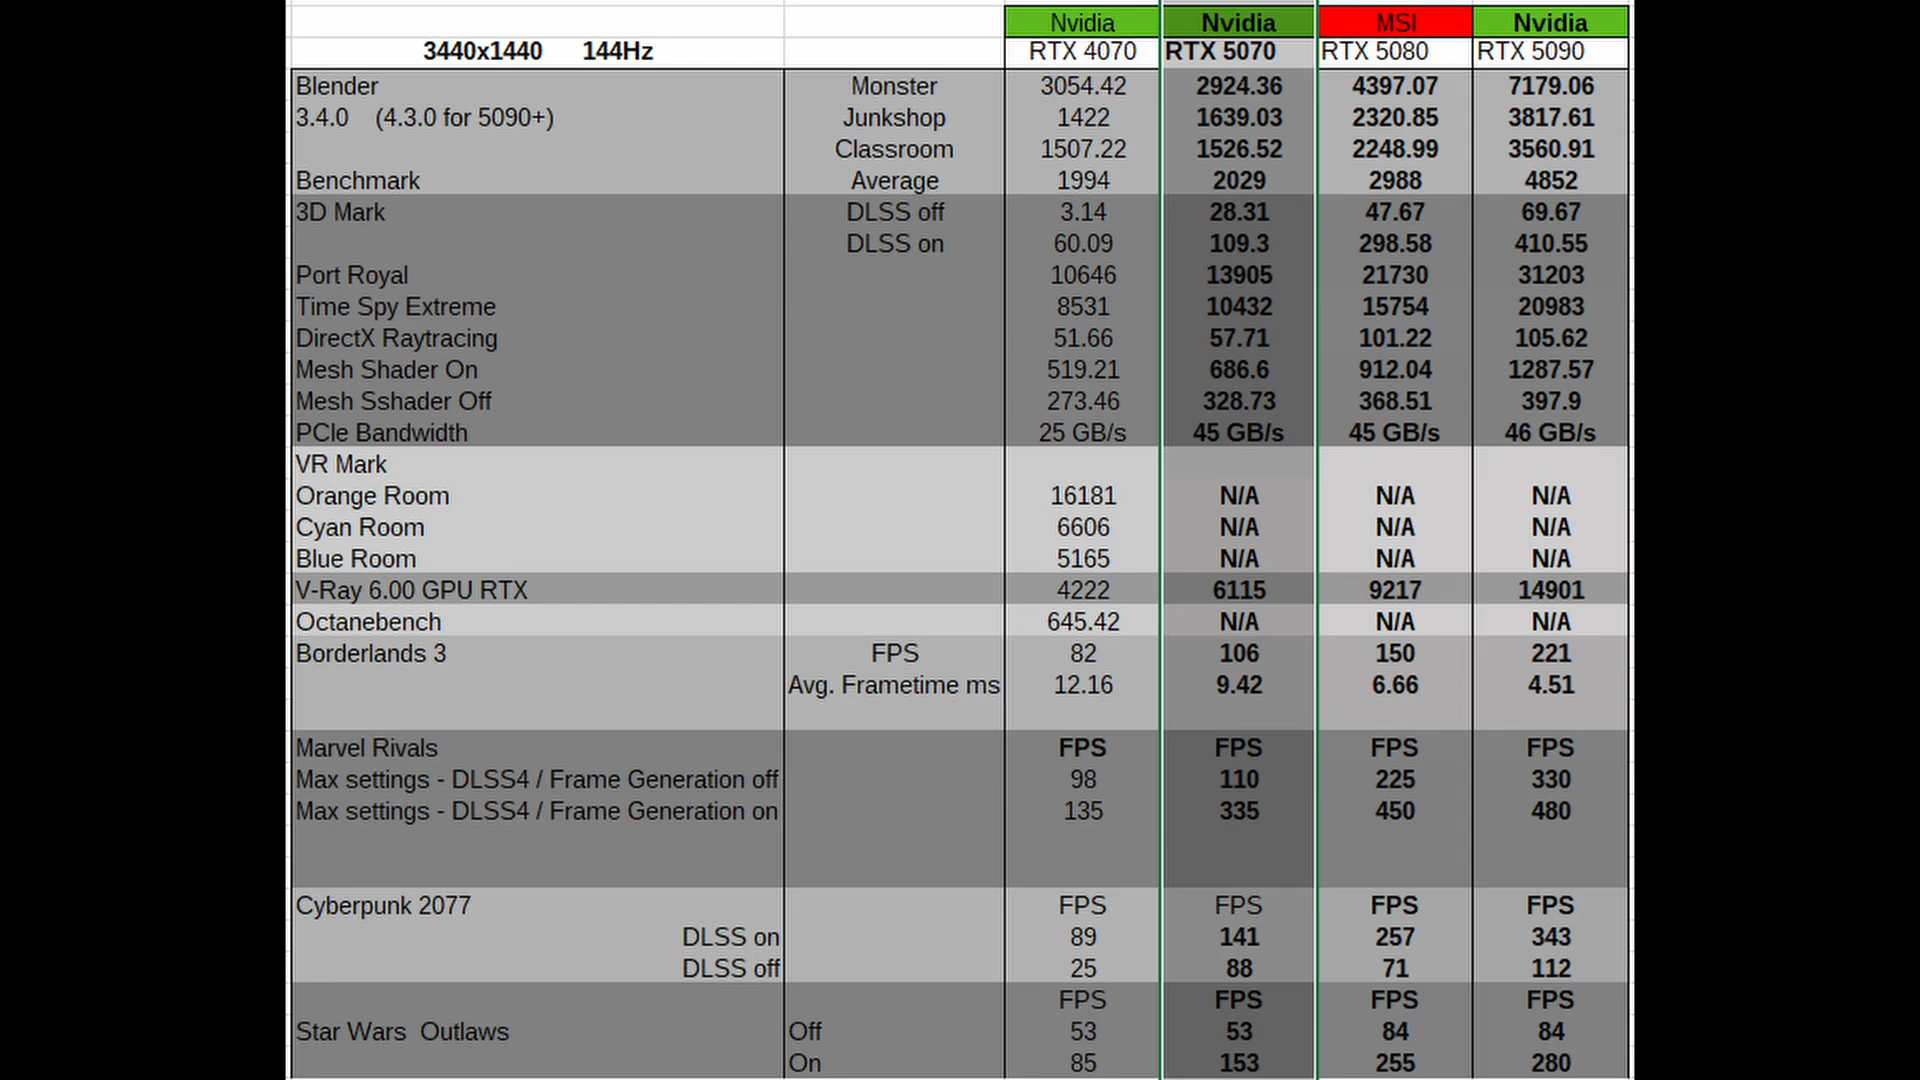 Nvidia Nvidia MSI Nvidia
3440x1440 144Hz RTX 4070 RTX 5070 RTX 5080 RTX 5090
Blender Monster 3054.42 2924.36 4397.07 7179.06
3.4.0 (4.3.0 for 5090+) Junkshop 1422 1639.03 2320.85 3817.61
Classroom 1507.22 1526.52 2248.99 3560.91
Benchmark Average 1994 2029 2988 4852
3D Mark DLSS off 3.14 28.31 47.67 69.67
DLSS on 60.09 109.3 298.58 410.55
Port Royal 10646 13905 21730 31203
Time Spy Extreme 8531 10432 15754 20983
DirectX Raytracing 51.66 57.71 101.22 105.62
Mesh Shader On 519.21 686.6 912.04 1287.57
Mesh Sshader Off 273.46 328.73 368.51 397.9
PCle Bandwidth 25 GB/s 45 GB/s 45 GB/s 46 GB/s
VR Mark
Orange Room 16181 N/A N/A N/A
Cyan Room 6606 N/A N/A N/A
Blue Room 5165 N/A N/A N/A
V-Ray 6.00 GPU RTX 4222 6115 9217 14901
Octanebench 645.42 N/A N/A N/A
Borderlands 3 FPS 82 106 150 221
Avg. Frametime ms 12.16 9.42 6.66 4.51
Marvel Rivals FPS FPS FPS FPS
Max settings - DLSS4 / Frame Generation off 98 110 225 330
Max settings - DLSS4 / Frame Generation on 135 335 450 480
Cyberpunk 2077 FPS FPS FPS FPS
DLSS on 89 141 257 343
DLSS off 25 88 71 112
FPS FPS FPS FPS
Star Wars Outlaws Off 53 53 84 84
On 85 153 255 280